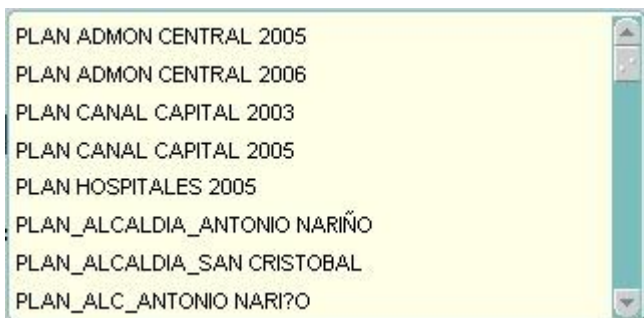 PLAN ADMON CENTRAL 2005
PLAN ADMON CENTRAL 2006
PLAN CANAL CAPITAL 2003
PLAN CANAL CAPITAL 2005
PLAN HOSPITALES 2005
PLAN_ALCALDIA_ANTONIO NARIÑO
PLAN_ALCALDIA_SAN CRISTOBAL
PLAN_ALC_ANTONIO NARI?O